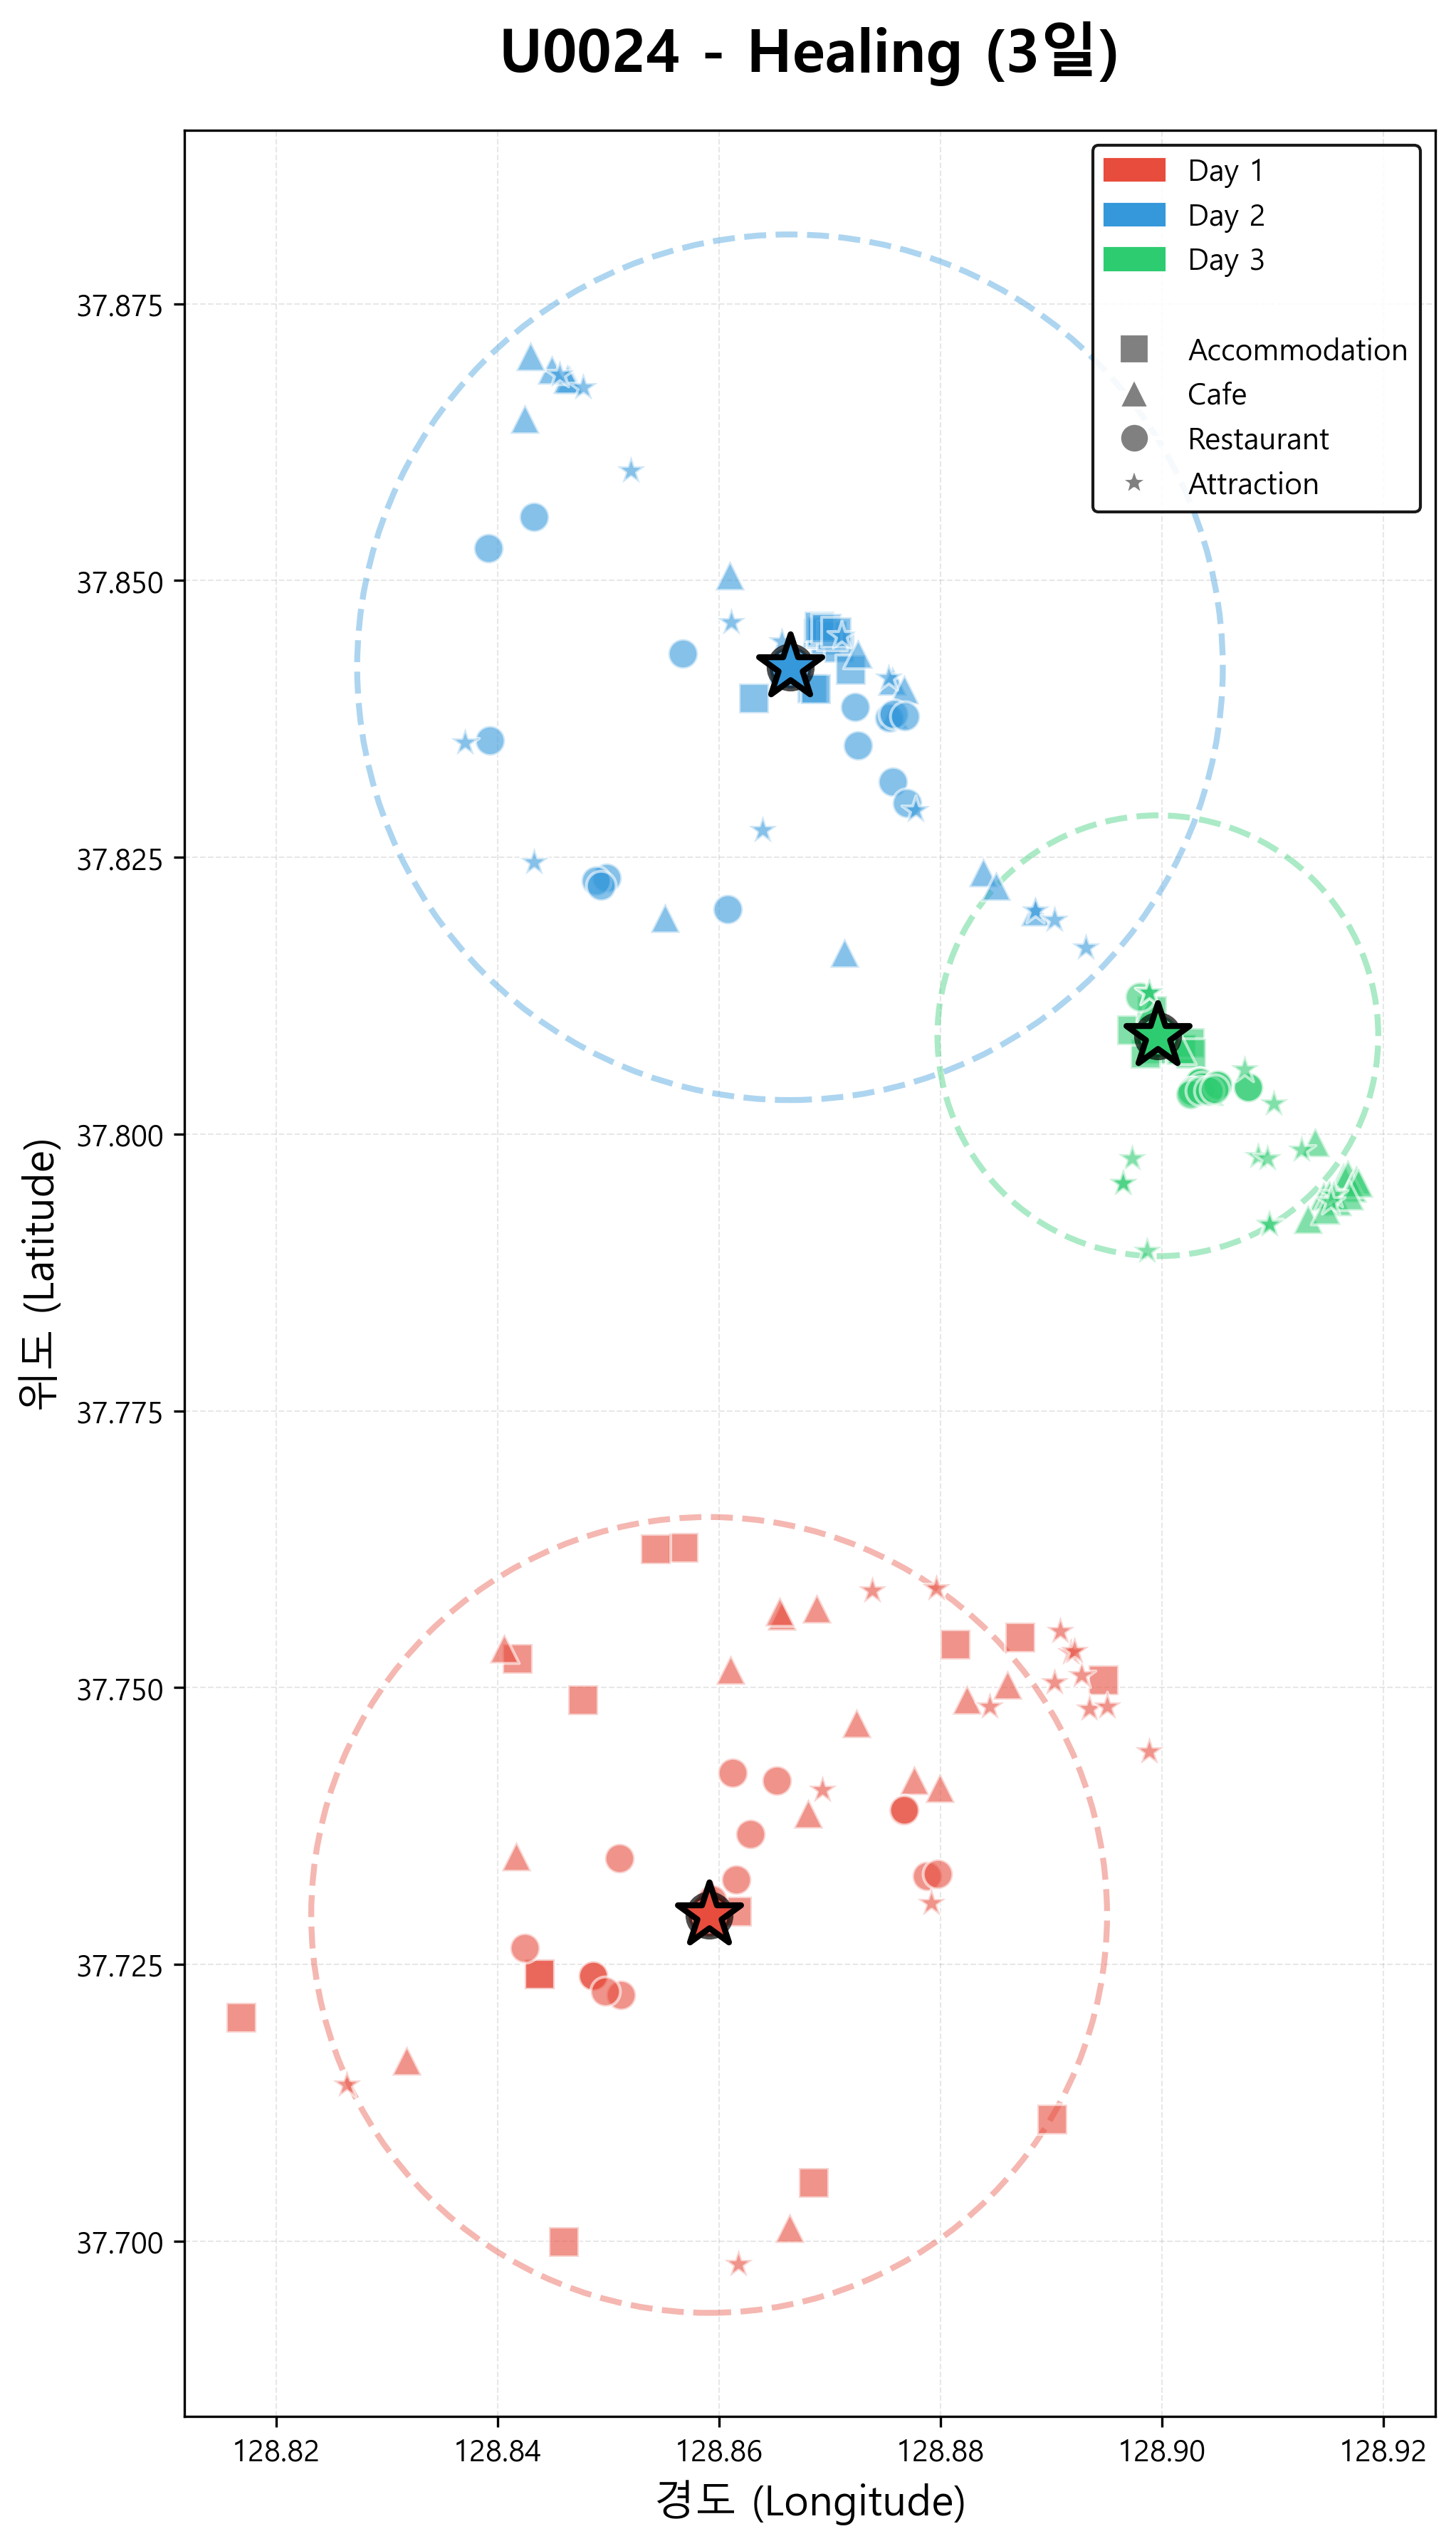 U0024 - Healing (3일)
Day 1
Day 2
Day 3
Accommodation
Cafe
Restaurant
Attraction
위도 (Latitude)
37.875
37.850
37.825
37.800
37.775
37.750
37.725
37.700
128.82 128.84 128.86 128.88 128.90 128.92
경도 (Longitude)